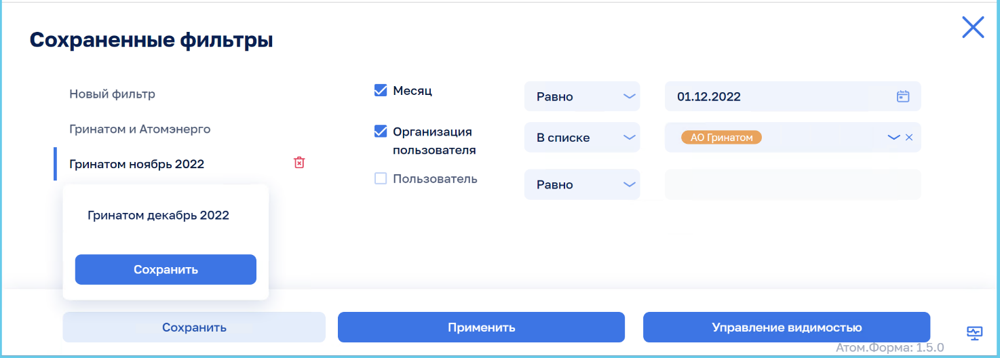 Сохраненные фильтры
Новый фильтр
Гринатом и Атомэнерго
Гринатом ноябрь 2022
Гринатом декабрь 2022
Сохранить
Месяц
Равно
01.12.2022
Организация
пользователя
В списке
АО Гринатом
Пользователь
Равно
Сохранить
Применить
Управление видимостью
Атом.Форма: 1.5.0